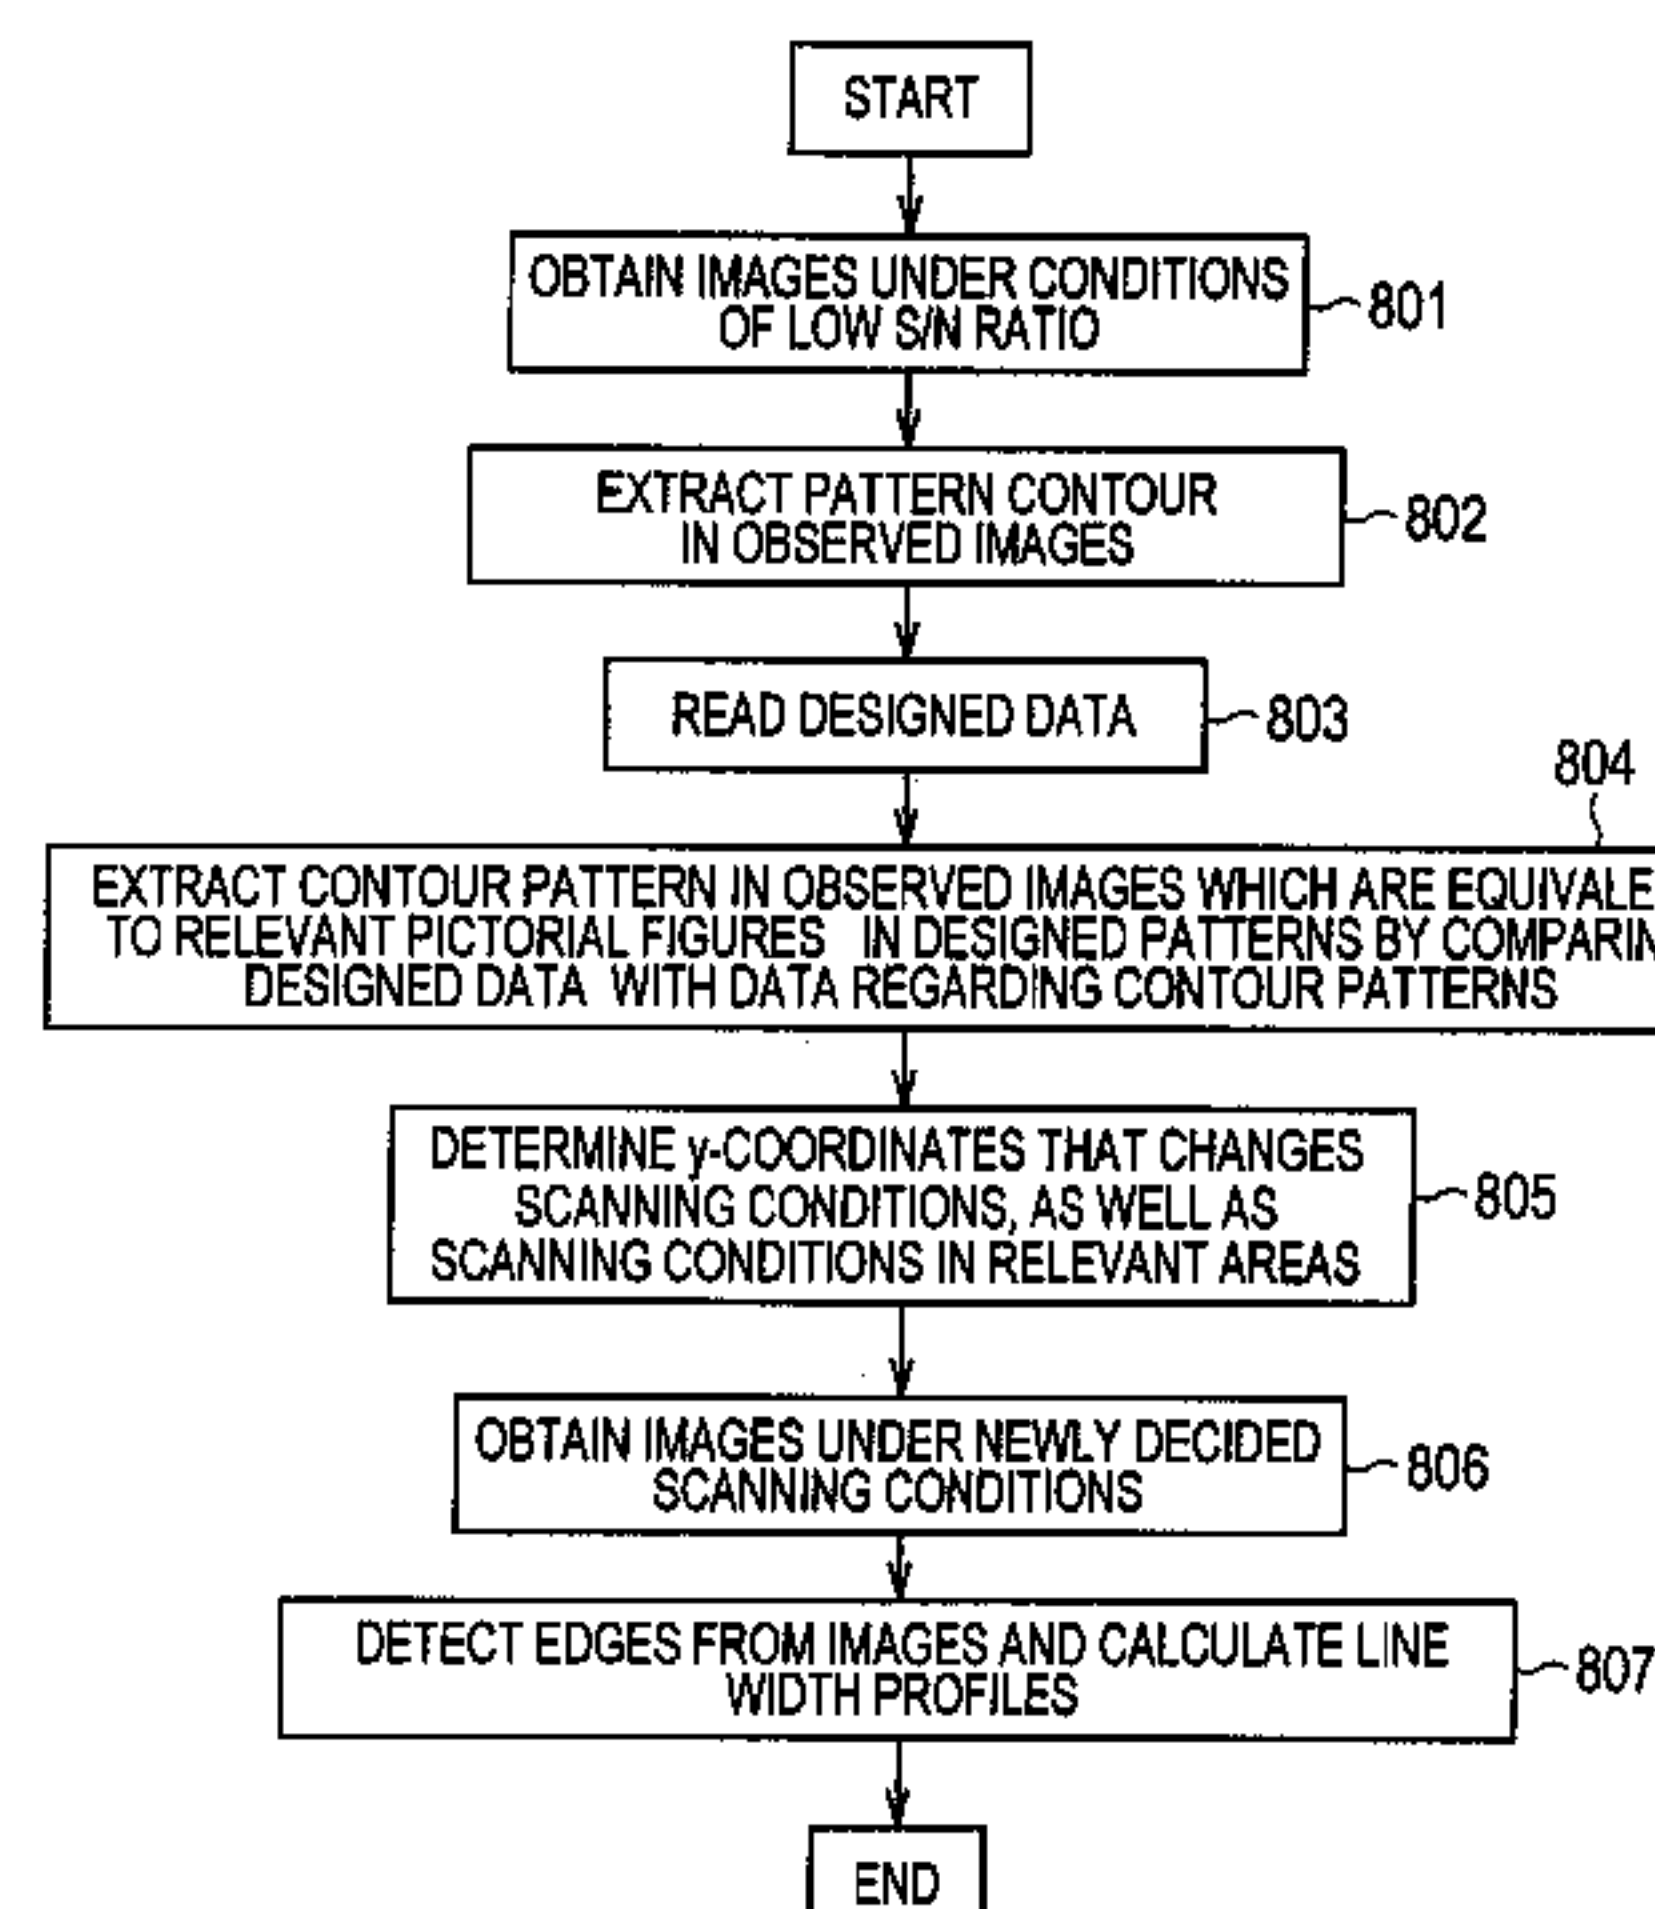 START
OBTAIN IMAGES UNDER CONDITIONS
OF LOW S/N RATIO
801
EXTRACT PATTERN CONTOUR
IN OBSERVED IMAGES
802
READ DESIGNED DATA
803
804
EXTRACT CONTOUR PATTERN IN OBSERVED IMAGES WHICH ARE EQUIVALE
TO RELEVANT PICTORIAL FIGURES IN DESIGNED PATTERNS BY COMPARIN
DESIGNED DATA WITH DATA REGARDING CONTOUR PATTERNS
DETERMINE y-COORDINATES THAT CHANGES
SCANNING CONDITIONS, AS WELL AS
SCANNING CONDITIONS IN RELEVANT AREAS
805
OBTAIN IMAGES UNDER NEWLY DECIDED
SCANNING CONDITIONS
806
DETECT EDGES FROM IMAGES AND CALCULATE LINE
WIDTH PROFILES
807
END